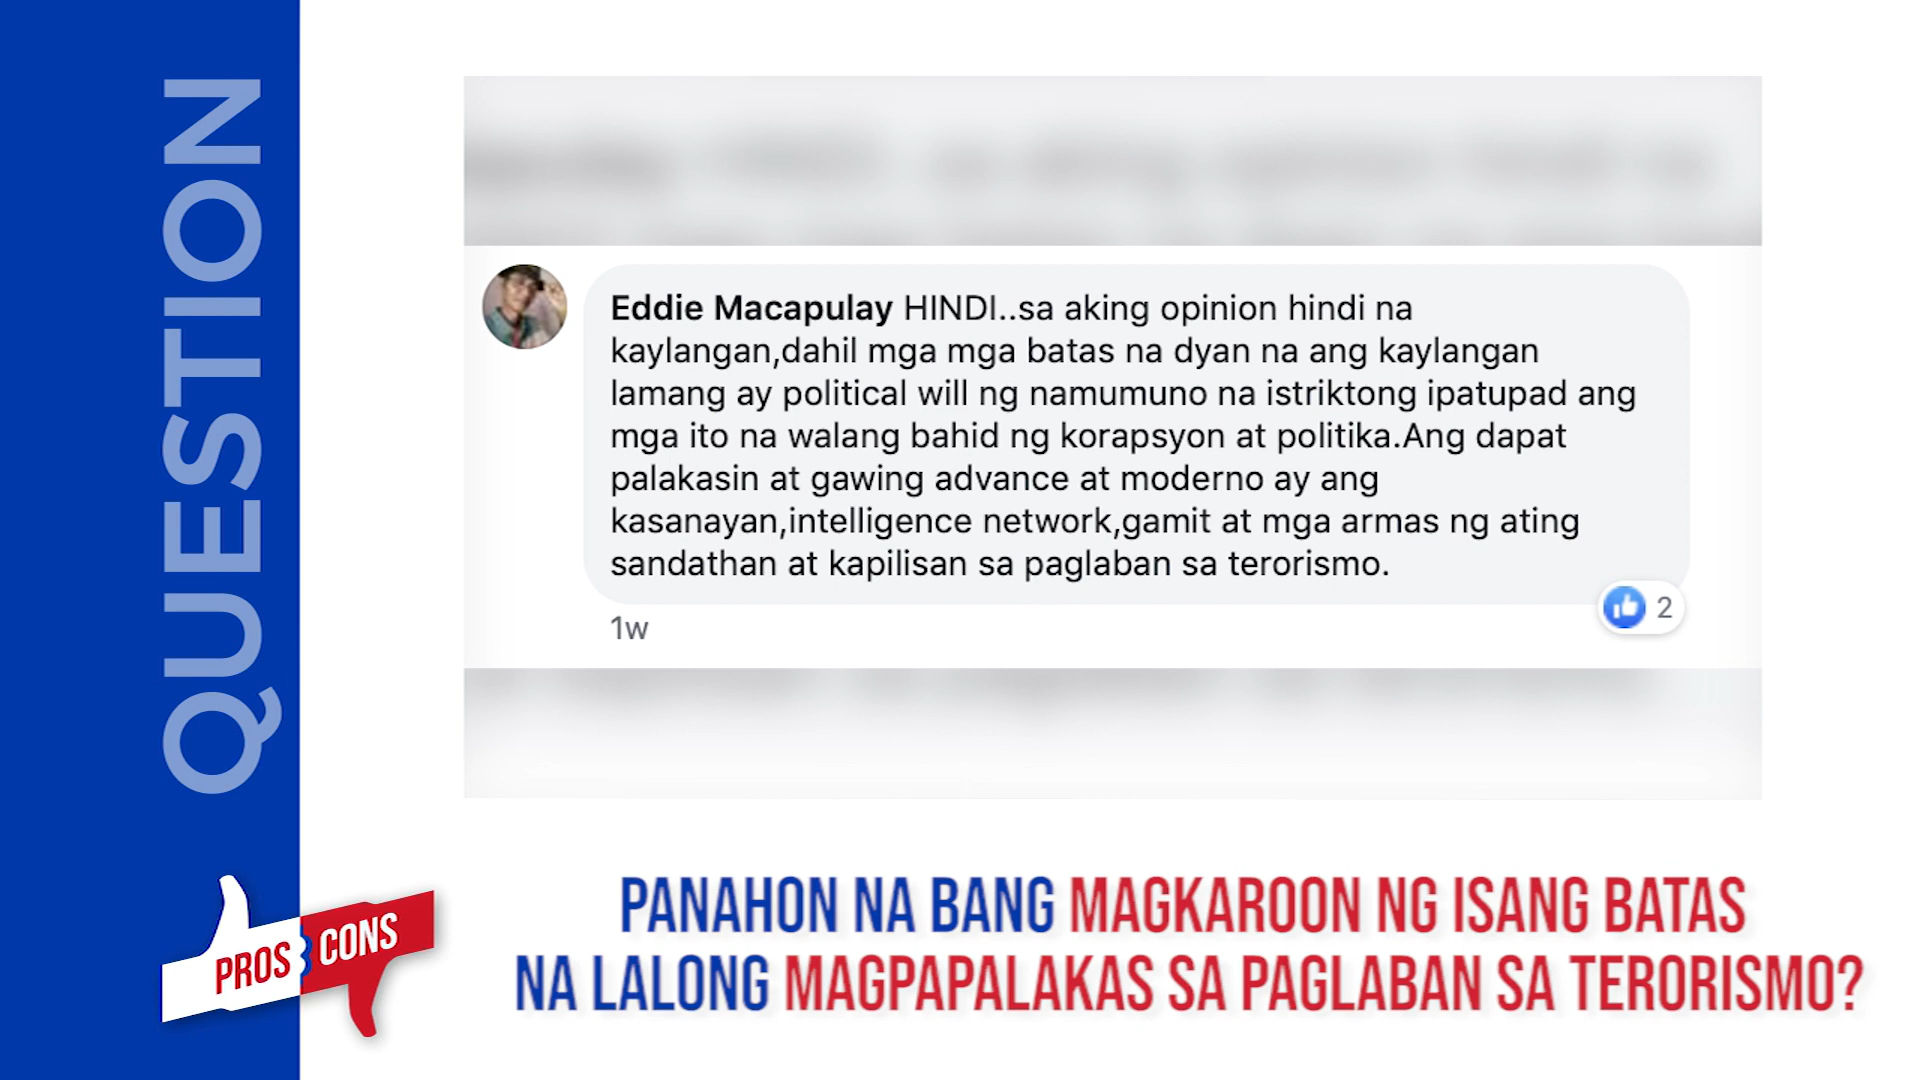 QUESTION
Eddie Macapulay HINDI..sa aking opinion hindi na
kaylangan,dahil mga mga batas na dyan na ang kaylangan
lamang ay political will ng namumuno na istriktong ipatupad ang
mga ito na walang bahid ng korapsyon at politika.Ang dapat
palakasin at gawing advance at moderno ay ang
kasanayan,intelligence network,gamit at mga armas ng ating
sandathan at kapilisan sa paglaban sa terorismo.
2
1w
PROS CONS
PANAHON NA BANG MAGKAROON NG ISANG BATAS
NA LALONG MAGPAPALAKAS SA PAGLABAN SA TERORISMO?